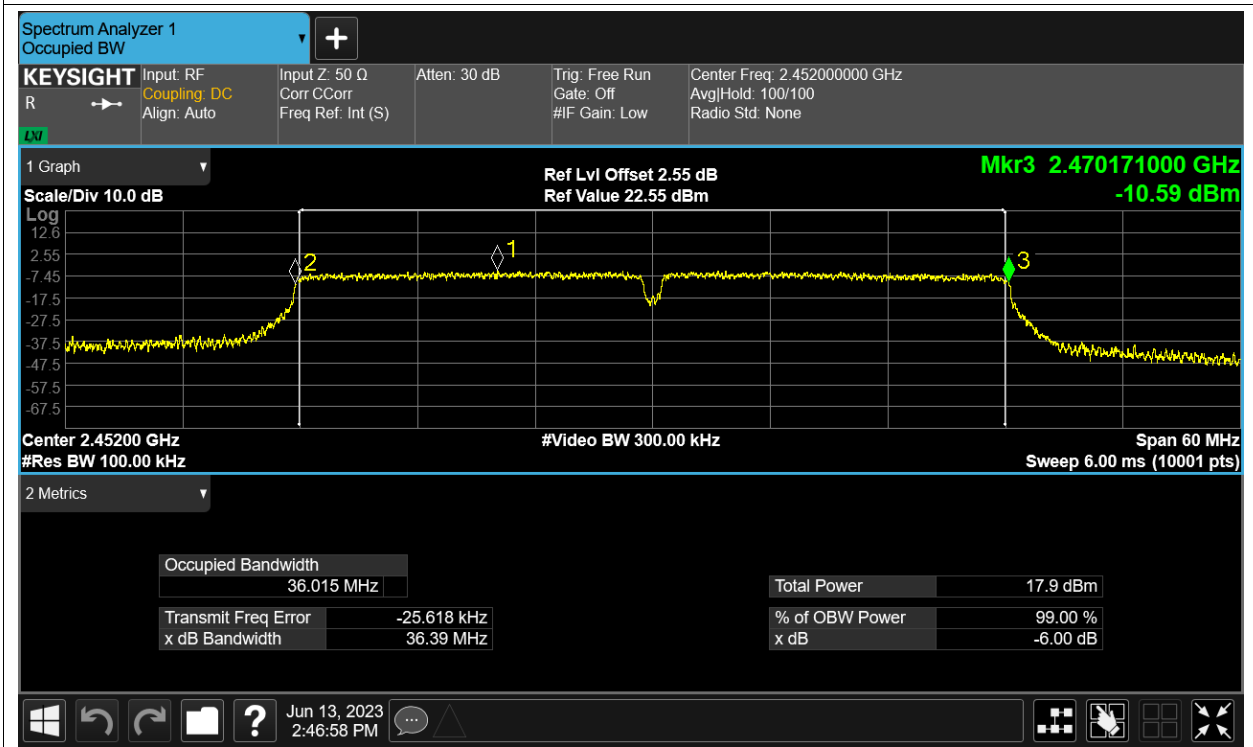 Spectrum Analyzer 1
Occupied BW
KEYSIGHT Input: RF Input Z: 50 Ω Atten: 30 dB Trig: Free Run Center Freq: 2.452000000 GHz
R Coupling: DC Corr CCorr Gate: Off Avg|Hold: 100/100
Align: Auto Freq Ref: Int (S) #IF Gain: Low Radio Std: None
LXI
1 Graph Ref Lvl Offset 2.55 dB Mkr3 2.470171000 GHz
Scale/Div 10.0 dB Ref Value 22.55 dBm -10.59 dBm
Log
12.6
2.55
-7.45
-17.5
-27.5
-37.5
-47.5
-57.5
-67.5
2
1
3
Center 2.45200 GHz #Video BW 300.00 kHz Span 60 MHz
#Res BW 100.00 kHz Sweep 6.00 ms (10001 pts)
2 Metrics
Occupied Bandwidth
36.015 MHz Total Power 17.9 dBm
Transmit Freq Error -25.618 kHz % of OBW Power 99.00 %
x dB Bandwidth 36.39 MHz x dB -6.00 dB
? Jun 13, 2023
2:46:58 PM